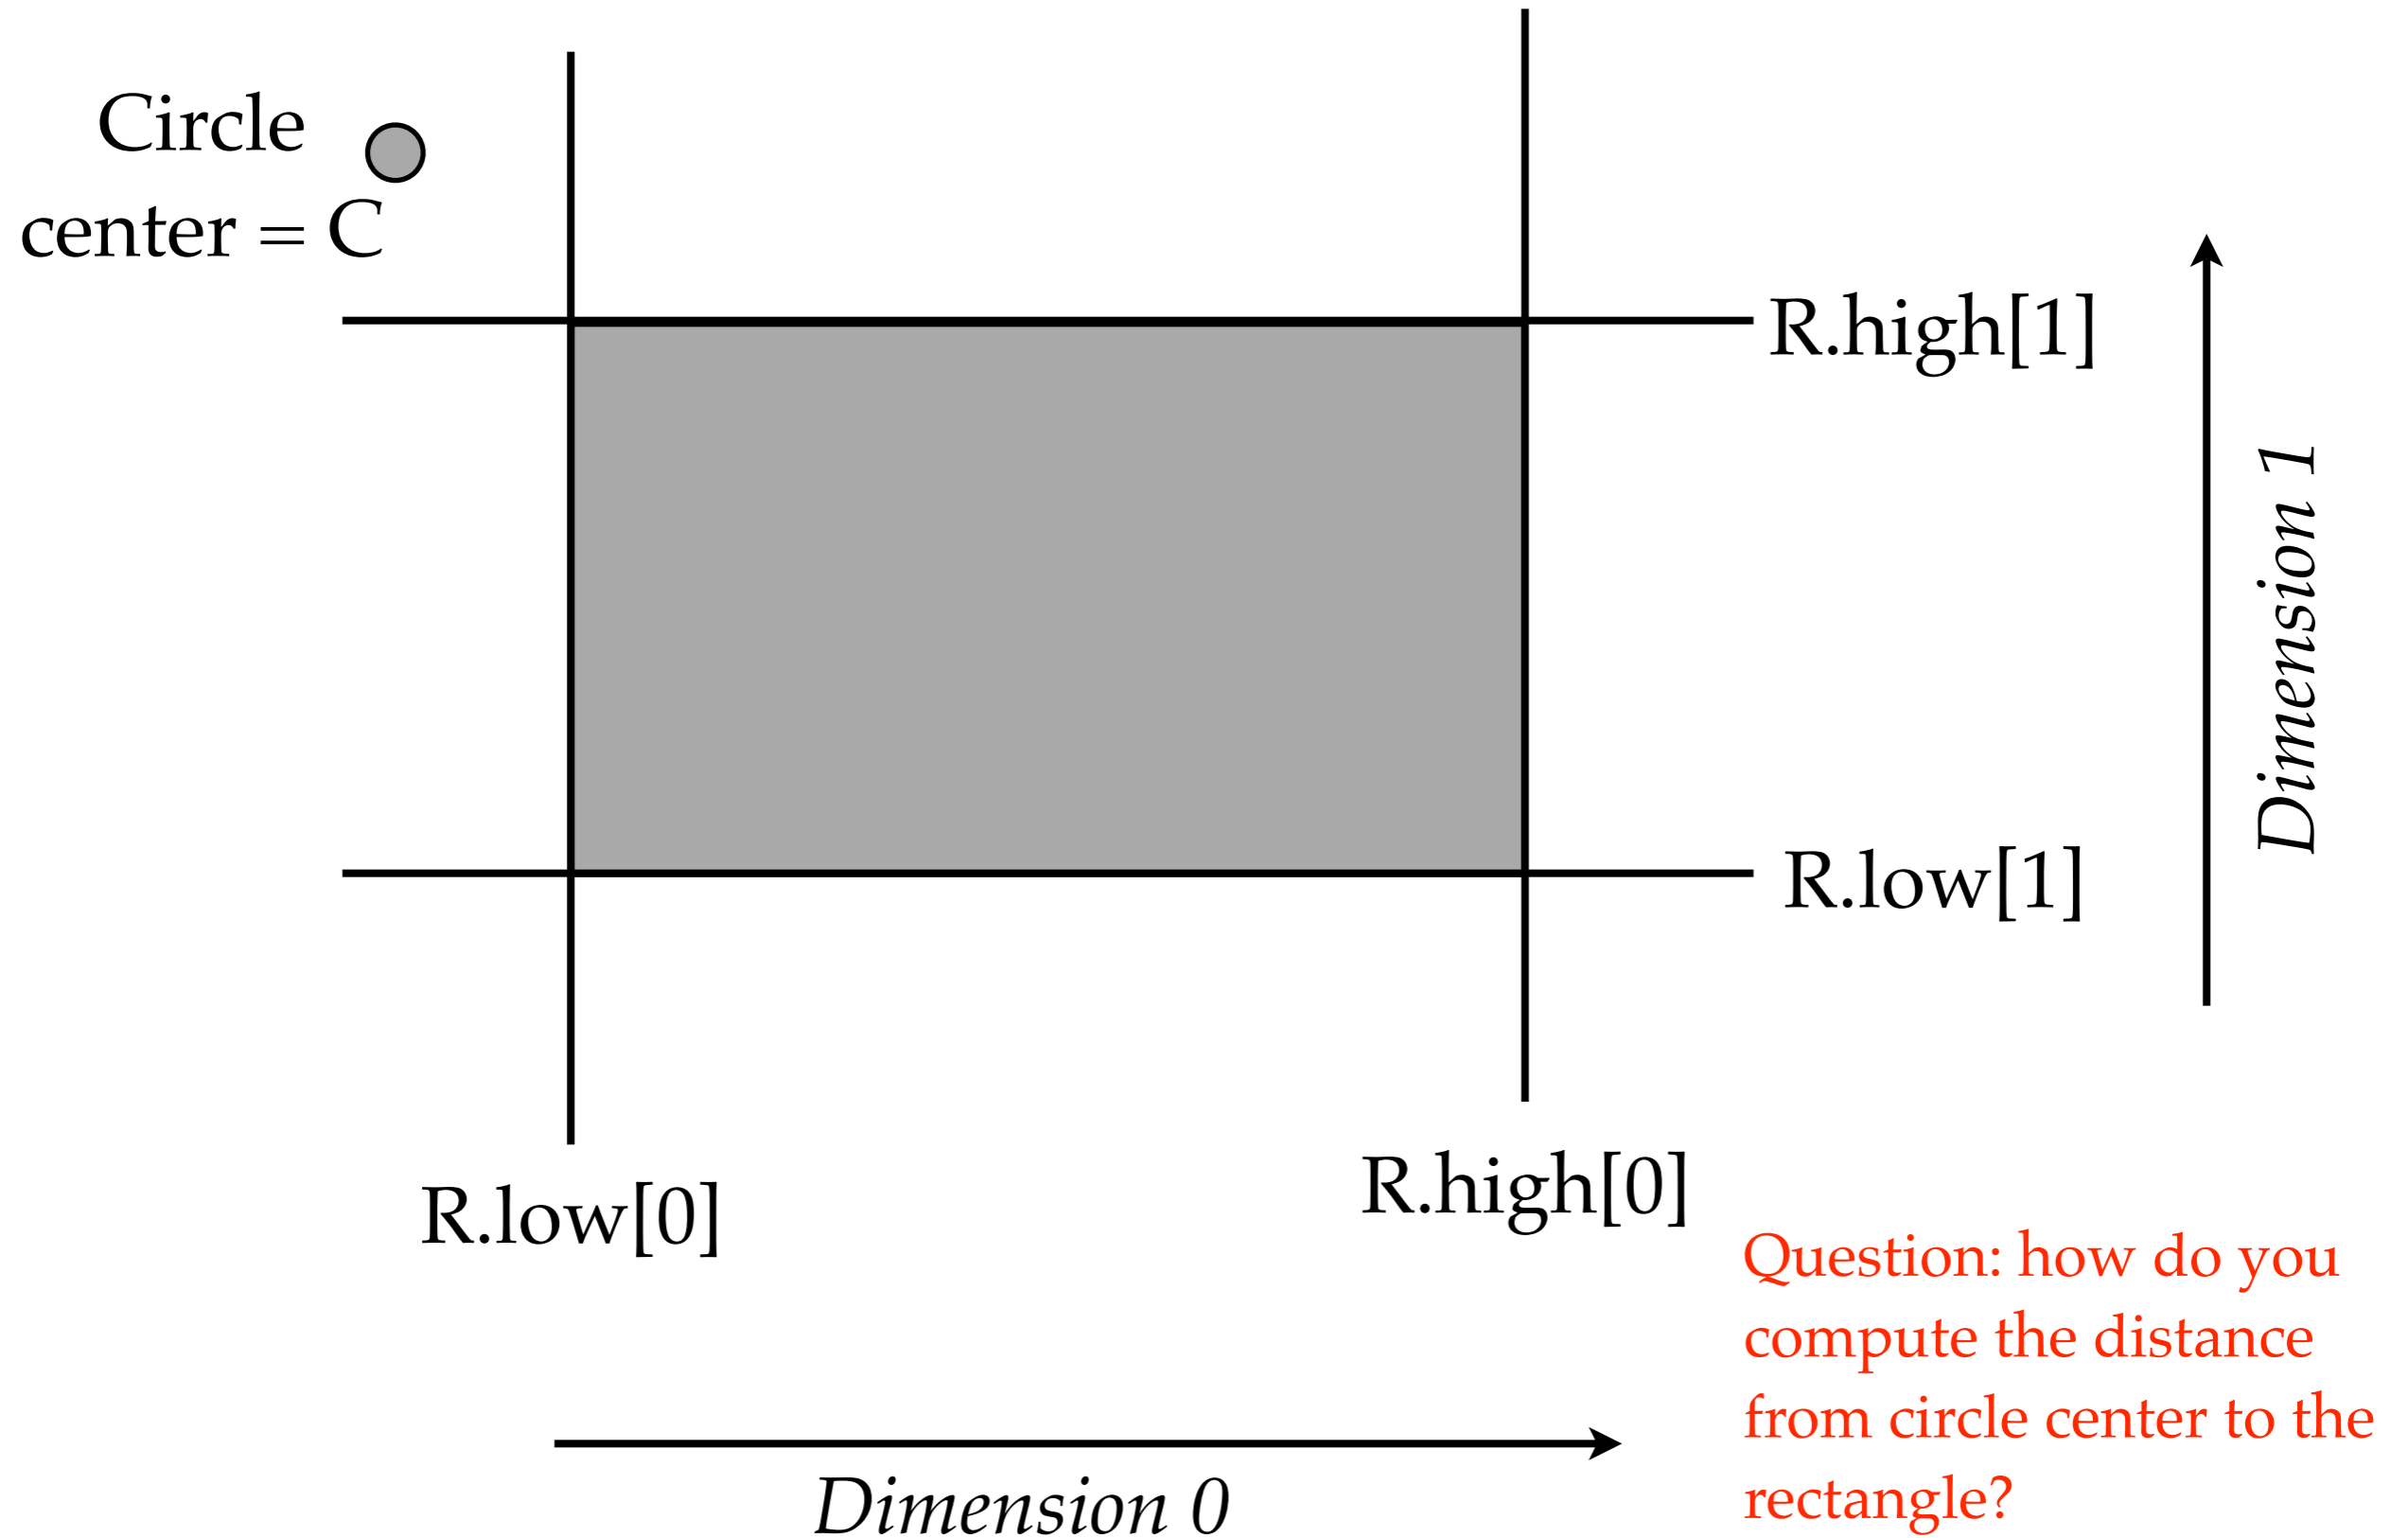 Circle
center = C
R.high[1]
Dimension 1
R.low[1]
R.low[0]
R.high[0]
Question: how do you
compute the distance
from circle center to the
rectangle?
Dimension 0